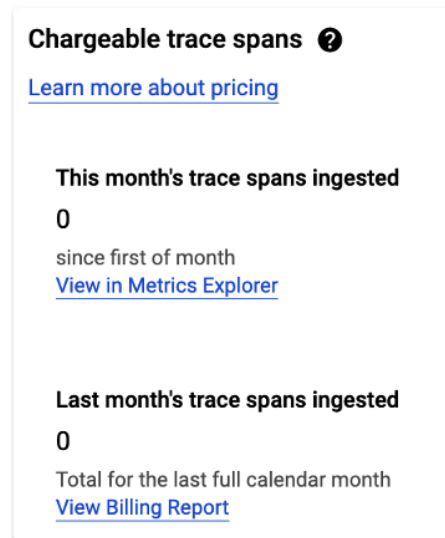 Chargeable trace spans ?
Learn more about pricing
This month's trace spans ingested
0
since first of month
View in Metrics Explorer
Last month's trace spans ingested
0
Total for the last full calendar month
View Billing Report